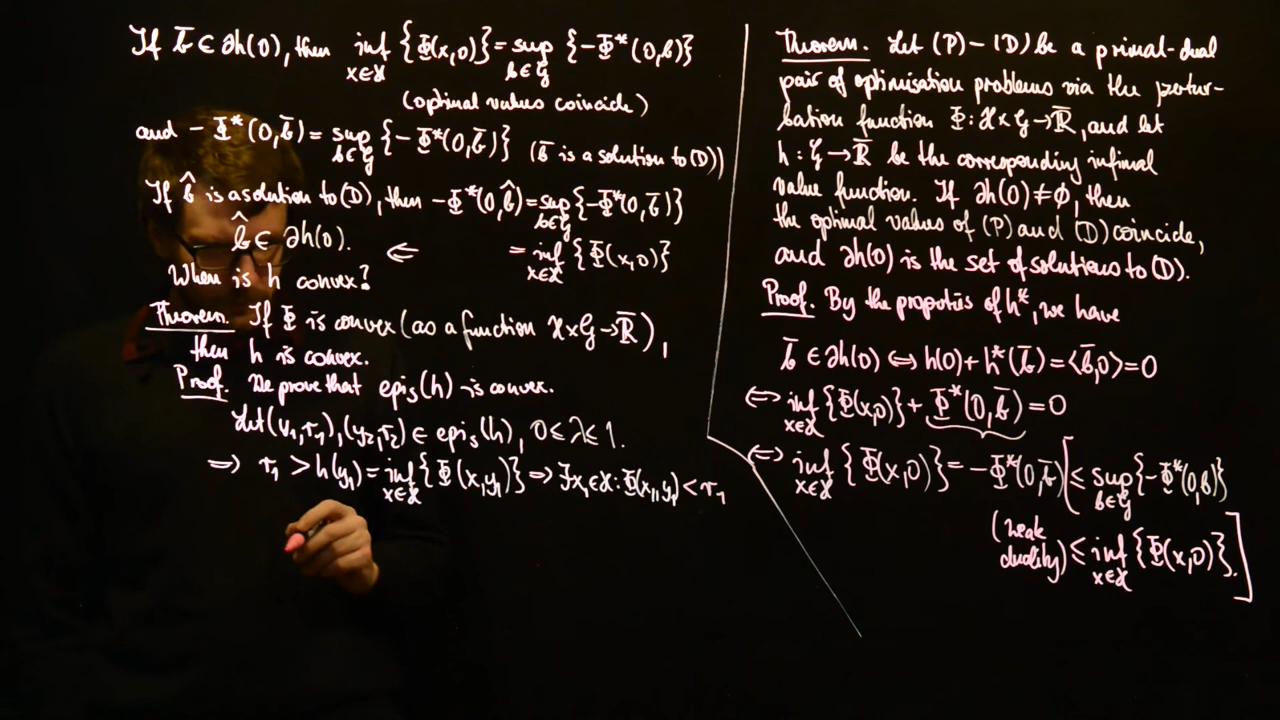 If b̄ ∈ ∂h(0), then inf_{x∈X} {Φ(x,0)} = sup_{b∈G} {-Φ*(0,b)}
(optimal values coincide)
and -Φ*(0,b̄) = sup_{b∈G} {-Φ*(0,b̄)} (b̄ is a solution to (D))
If b̂ is a solution to (D), then -Φ*(0,b̂) = sup_{b∈G} {-Φ*(0,b̄)}
b̂ ∈ ∂h(0). ⇐ = inf_{x∈X} {Φ(x,0)}
When is h convex?
Theorem. If Φ is convex (as a function X×G→R̄),
then h is convex.
Proof. We prove that epi_s(h) is convex.
Let (y₁,r₁),(y₂,r₂) ∈ epi_s(h), 0≤λ≤1.
⇒ r₁ > h(y₁) = inf_{x∈X} {Φ(x,y₁)} ⇒ ∃x₁∈X: Φ(x₁,y₁) < r₁
Theorem. Let (P)-(D) be a primal-dual
pair of optimisation problems via the pertur-
bation function Φ: X×G→R̄, and let
h: G→R̄ be the corresponding infimal
value function. If ∂h(0)≠∅, then
the optimal values of (P) and (D) coincide,
and ∂h(0) is the set of solutions to (D).
Proof. By the properties of h*, we have
b̄ ∈ ∂h(0) ⇔ h(0) + h*(b̄) = ⟨b̄,0⟩ = 0
⇔ inf_{x∈X} {Φ(x,0)} + Φ*(0,b̄) = 0
⇔ inf_{x∈X} {Φ(x,0)} = -Φ*(0,b̄) [≤ sup_{b∈G} {-Φ*(0,b)}
(weak duality) ≤ inf_{x∈X} {Φ(x,0)}.]